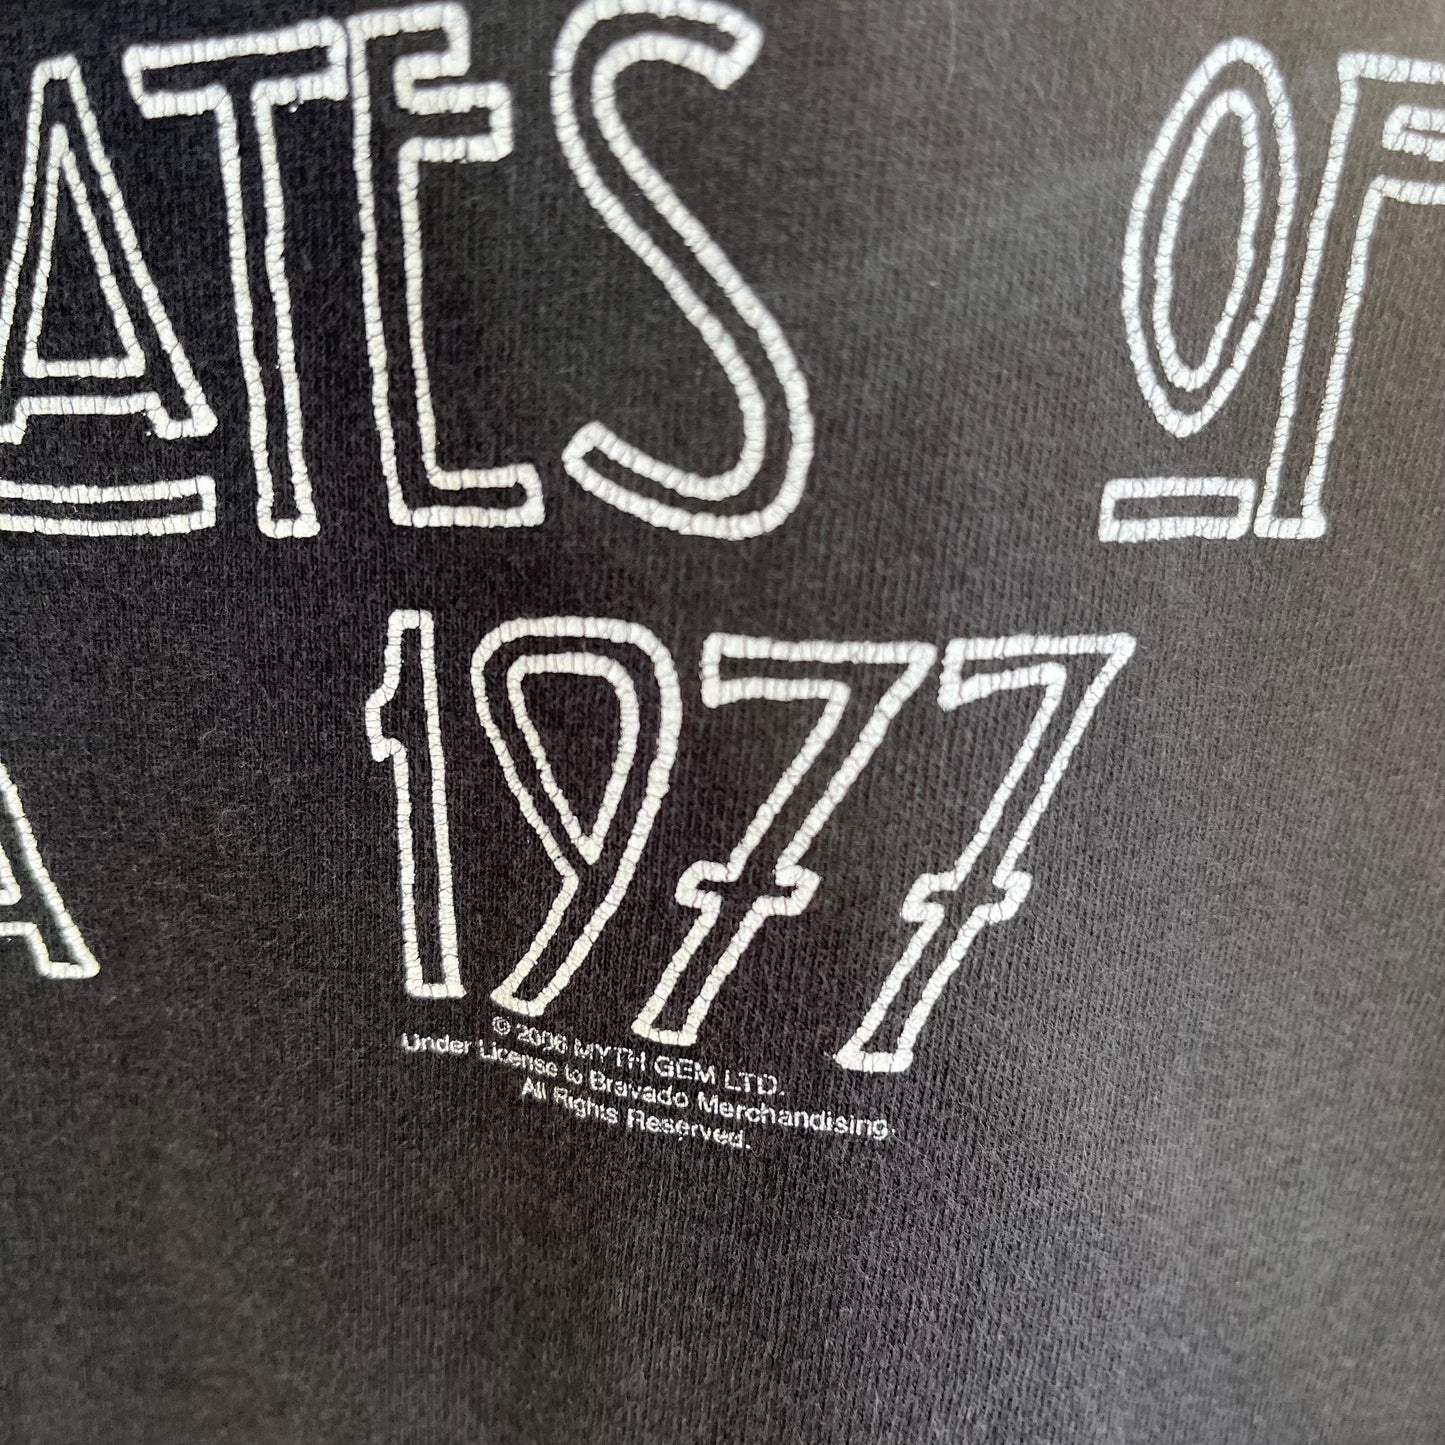 ATES OF
A 1977
© 2006 MYTH GEM LTD.
Under License to Bravado Merchandising.
All Rights Reserved.